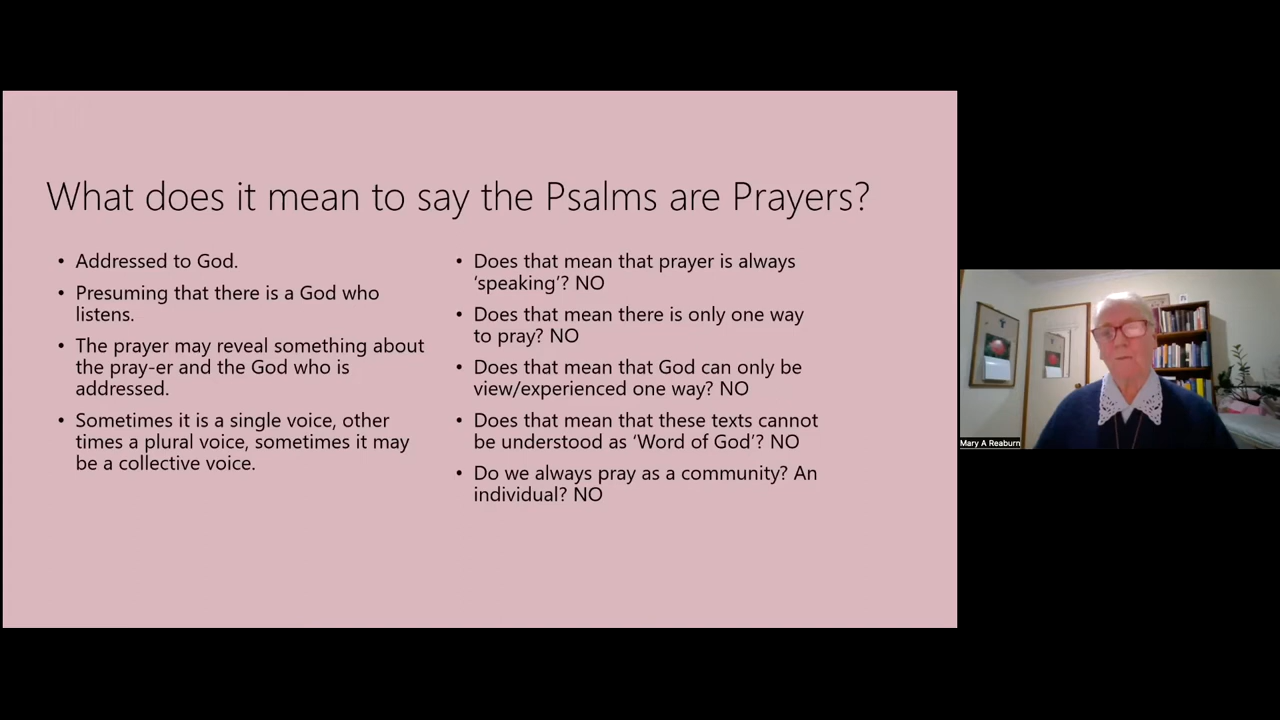 What does it mean to say the Psalms are Prayers?
• Addressed to God.
• Presuming that there is a God who
listens.
• The prayer may reveal something about
the pray-er and the God who is
addressed.
• Sometimes it is a single voice, other
times a plural voice, sometimes it may
be a collective voice.
• Does that mean that prayer is always
‘speaking’? NO
• Does that mean there is only one way
to pray? NO
• Does that mean that God can only be
view/experienced one way? NO
• Does that mean that these texts cannot
be understood as ‘Word of God’? NO
• Do we always pray as a community? An
individual? NO
Mary A Reaburn